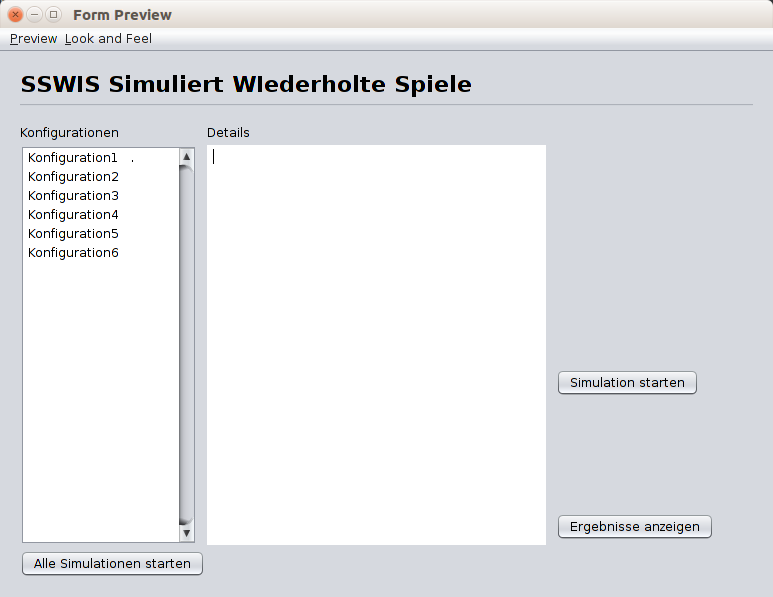 Form Preview
Preview Look and Feel
SSWIS Simuliert WIederholte Spiele
Konfigurationen Details
Konfiguration1 .
Konfiguration2
Konfiguration3
Konfiguration4
Konfiguration5
Konfiguration6
Simulation starten
Ergebnisse anzeigen
Alle Simulationen starten